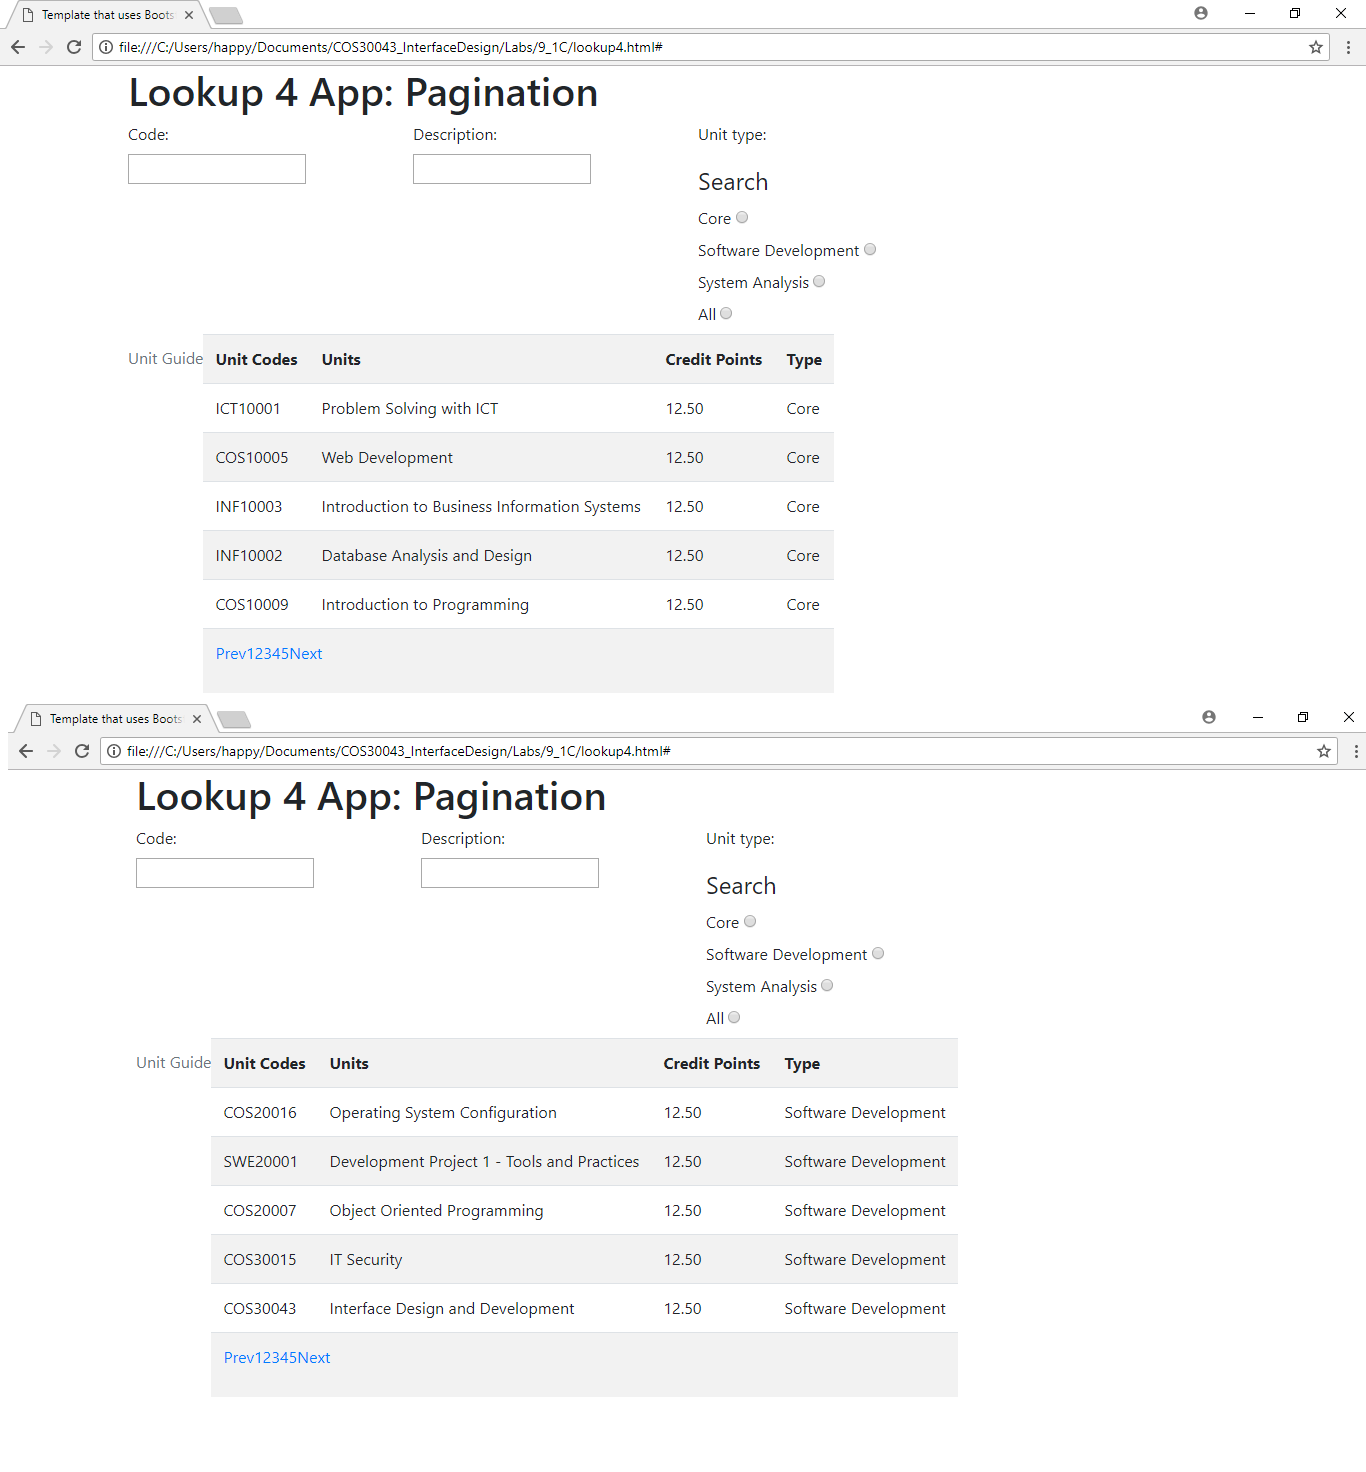 Template that uses Boots
file:///C:/Users/happy/Documents/COS30043_InterfaceDesign/Labs/9_1C/lookup4.html#
Lookup 4 App: Pagination
Code: Description: Unit type:
Search
Core
Software Development
System Analysis
All
Unit Guide Unit Codes Units Credit Points Type
ICT10001 Problem Solving with ICT 12.50 Core
COS10005 Web Development 12.50 Core
INF10003 Introduction to Business Information Systems 12.50 Core
INF10002 Database Analysis and Design 12.50 Core
COS10009 Introduction to Programming 12.50 Core
Prev12345Next
Template that uses Boots
file:///C:/Users/happy/Documents/COS30043_InterfaceDesign/Labs/9_1C/lookup4.html#
Lookup 4 App: Pagination
Code: Description: Unit type:
Search
Core
Software Development
System Analysis
All
Unit Guide Unit Codes Units Credit Points Type
COS20016 Operating System Configuration 12.50 Software Development
SWE20001 Development Project 1 - Tools and Practices 12.50 Software Development
COS20007 Object Oriented Programming 12.50 Software Development
COS30015 IT Security 12.50 Software Development
COS30043 Interface Design and Development 12.50 Software Development
Prev12345Next